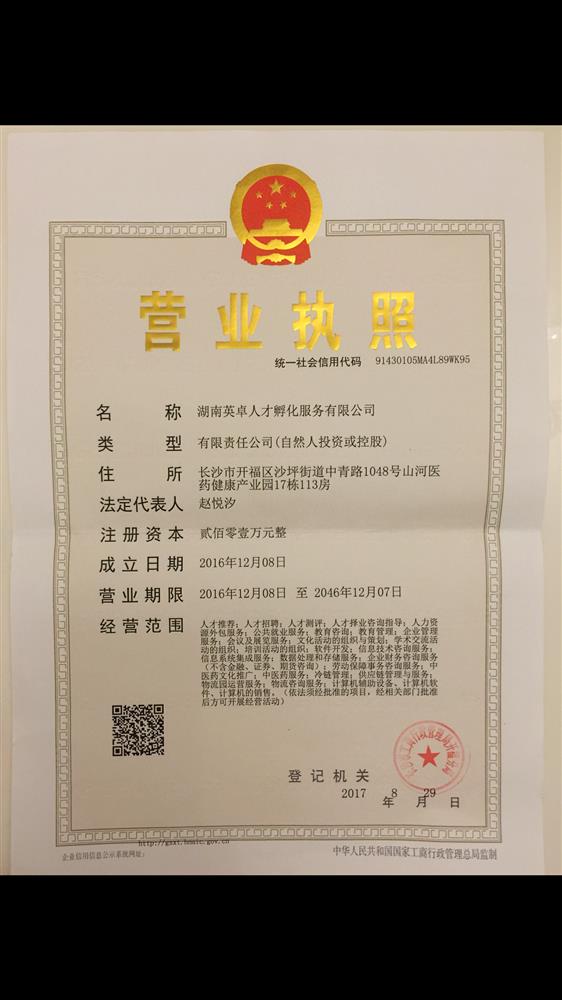 营业执照
统一社会信用代码 91430105MA4L89WK95
名称 湖南英卓人才孵化服务有限公司
类型 有限责任公司(自然人投资或控股)
住所 长沙市开福区沙坪街道中青路1048号山河医
药健康产业园17栋113房
法定代表人 赵悦汐
注册资本 贰佰零壹万元整
成立日期 2016年12月08日
营业期限 2016年12月08日 至 2046年12月07日
经营范围 人才推荐；人才招聘；人才测评；人才择业咨询指导；人力资
源外包服务；公共就业服务；教育咨询；教育管理；企业管理
服务；会议及展览服务；文化活动的组织与策划；学术交流活
动的组织；培训活动的组织；软件开发；信息技术咨询服务；
信息系统集成服务；数据处理和存储服务；企业财务咨询服务
（不含金融、证券、期货咨询）；劳动保障事务咨询服务；中
医药文化推广；中医药服务；冷链管理；供应链管理与服务；
物流园运营服务；物流咨询服务；计算机辅助设备、计算机软
件、计算机的销售。（依法须经批准的项目，经相关部门批准
后方可开展经营活动）
登记机关
2017年8月29日
http://gsxt.hnaic.gov.cn
企业信用信息公示系统网址：
中华人民共和国国家工商行政管理总局监制